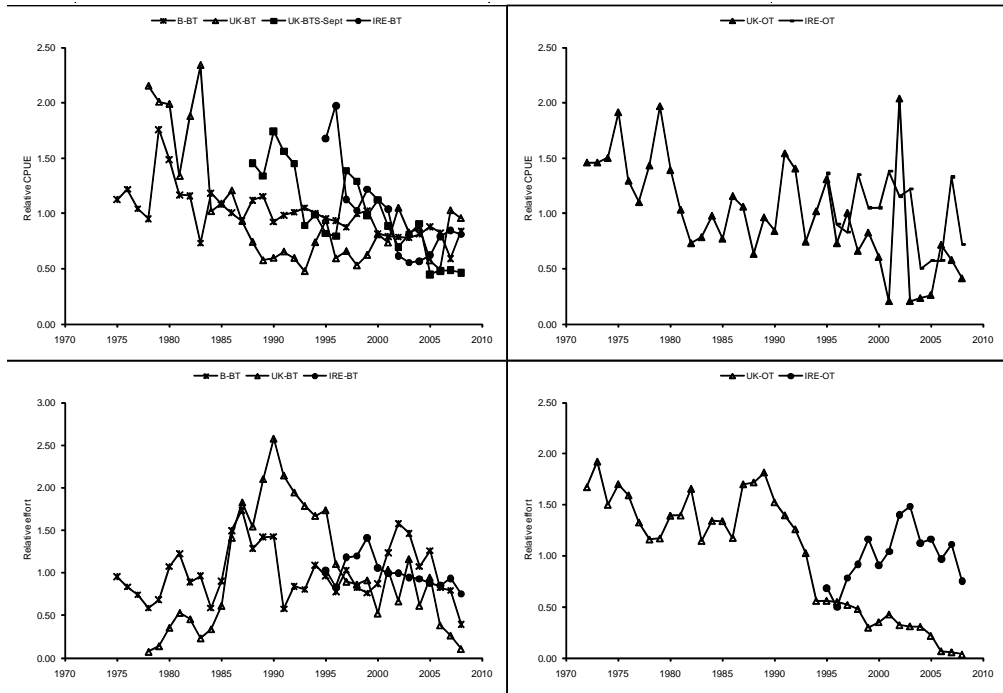 B-BT UK-BT UK-BTS-Sept IRE-BT
Relative CPUE
2.50
2.00
1.50
1.00
0.50
0.00
1970 1975 1980 1985 1990 1995 2000 2005 2010
UK-OT IRE-OT
Relative CPUE
2.50
2.00
1.50
1.00
0.50
0.00
1970 1975 1980 1985 1990 1995 2000 2005 2010
B-BT UK-BT IRE-BT
Relative effort
3.00
2.50
2.00
1.50
1.00
0.50
0.00
1970 1975 1980 1985 1990 1995 2000 2005 2010
UK-OT IRE-OT
Relative effort
2.50
2.00
1.50
1.00
0.50
0.00
1970 1975 1980 1985 1990 1995 2000 2005 2010